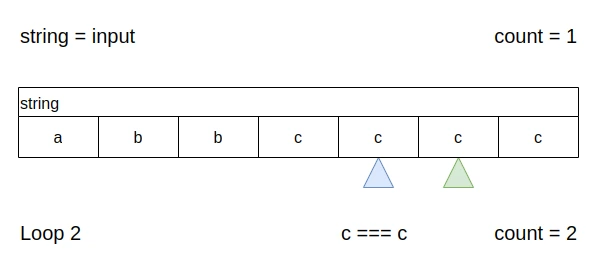 string = input count = 1
string
a b b c c c c
Loop 2 c === c count = 2